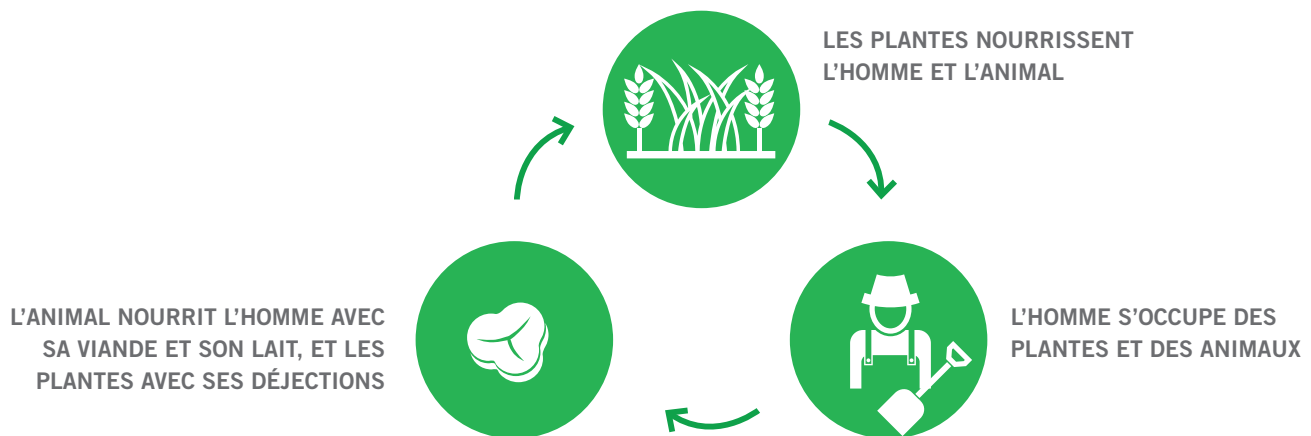 LES PLANTES NOURRISSENT
L’HOMME ET L’ANIMAL
L’ANIMAL NOURRIT L’HOMME AVEC
SA VIANDE ET SON LAIT, ET LES
PLANTES AVEC SES DÉJECTIONS
L’HOMME S’OCCUPE DES
PLANTES ET DES ANIMAUX